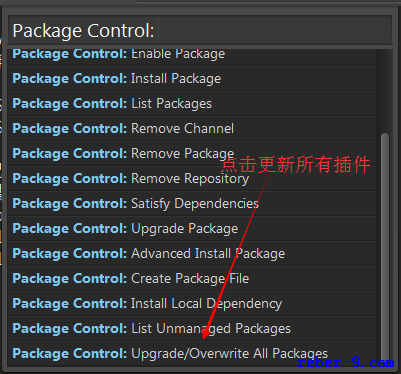 Package Control:
Package Control: Enable Package
Package Control: Install Package
Package Control: List Packages
Package Control: Remove Channel
Package Control: Remove Package
点击更新所有插件
Package Control: Remove Repository
Package Control: Satisfy Dependencies
Package Control: Upgrade Package
Package Control: Advanced Install Package
Package Control: Create Package File
Package Control: Install Local Dependency
Package Control: List Unmanaged Packages
Package Control: Upgrade/Overwrite All Packages
reber-9.com